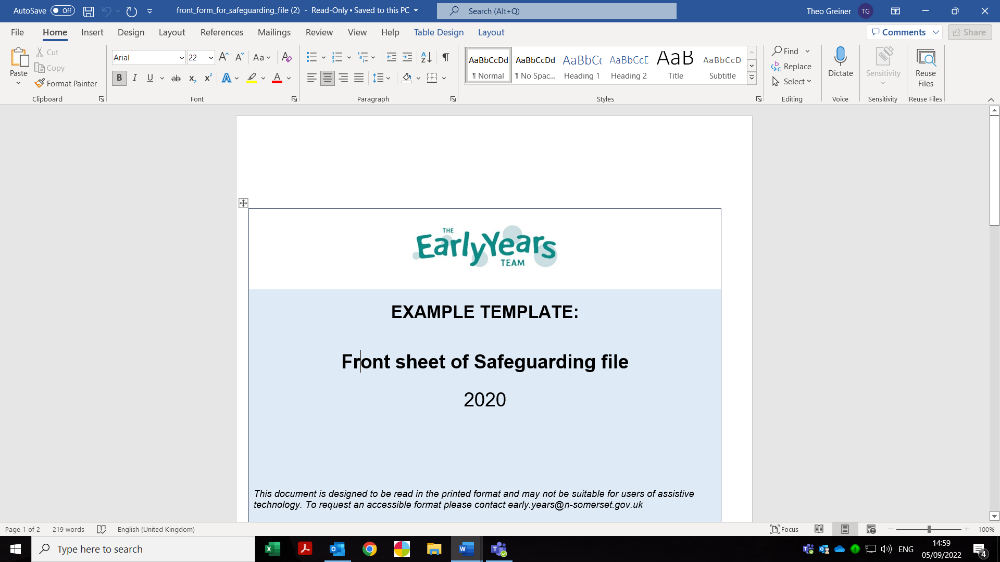 AutoSave Off front_form_for_safeguarding_file (2) - Read-Only • Saved to this PC Search (Alt+Q) Theo Greiner TG
File Home Insert Design Layout References Mailings Review View Help Table Design Layout Comments Share
Paste
Cut
Copy
Format Painter
Clipboard
Arial 22
Font
Paragraph
AaBbCcDd AaBbCcDd AaBbCc AaBbCcD AaB AaBbCcD
¶ Normal ¶ No Spac... Heading 1 Heading 2 Title Subtitle
Styles
Find
Replace
Select
Editing
Dictate
Voice
Sensitivity
Sensitivity
Reuse
Files
Reuse Files
THE
EarlyYears
TEAM
EXAMPLE TEMPLATE:
Front sheet of Safeguarding file
2020
This document is designed to be read in the printed format and may not be suitable for users of assistive
technology. To request an accessible format please contact early.years@n-somerset.gov.uk
Page 1 of 2 219 words English (United Kingdom) Focus 100%
Type here to search ENG 14:59
05/09/2022 4